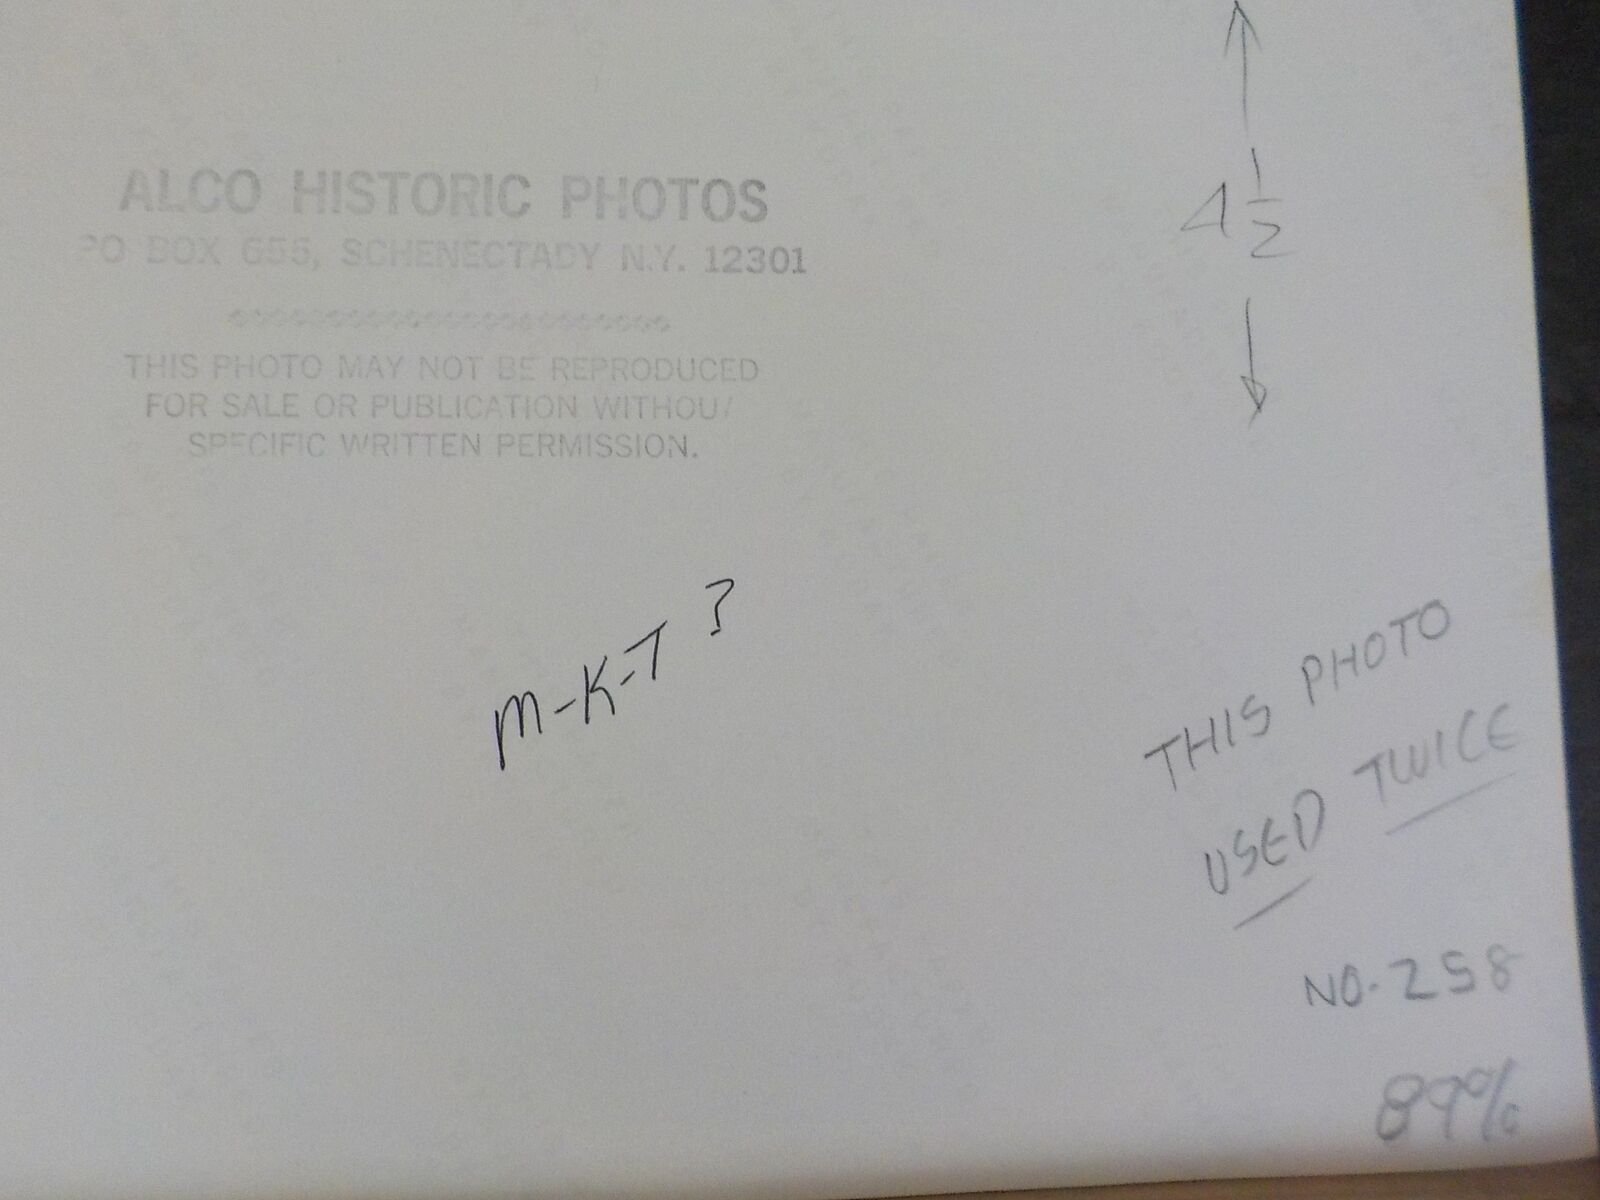 ALCO HISTORIC PHOTOS
PO BOX 655, SCHENECTADY N.Y. 12301
THIS PHOTO MAY NOT BE REPRODUCED
FOR SALE OR PUBLICATION WITHOUT
SPECIFIC WRITTEN PERMISSION.
4 1/2
M-K-T ?
THIS PHOTO
USED TWICE
NO. 258
89%